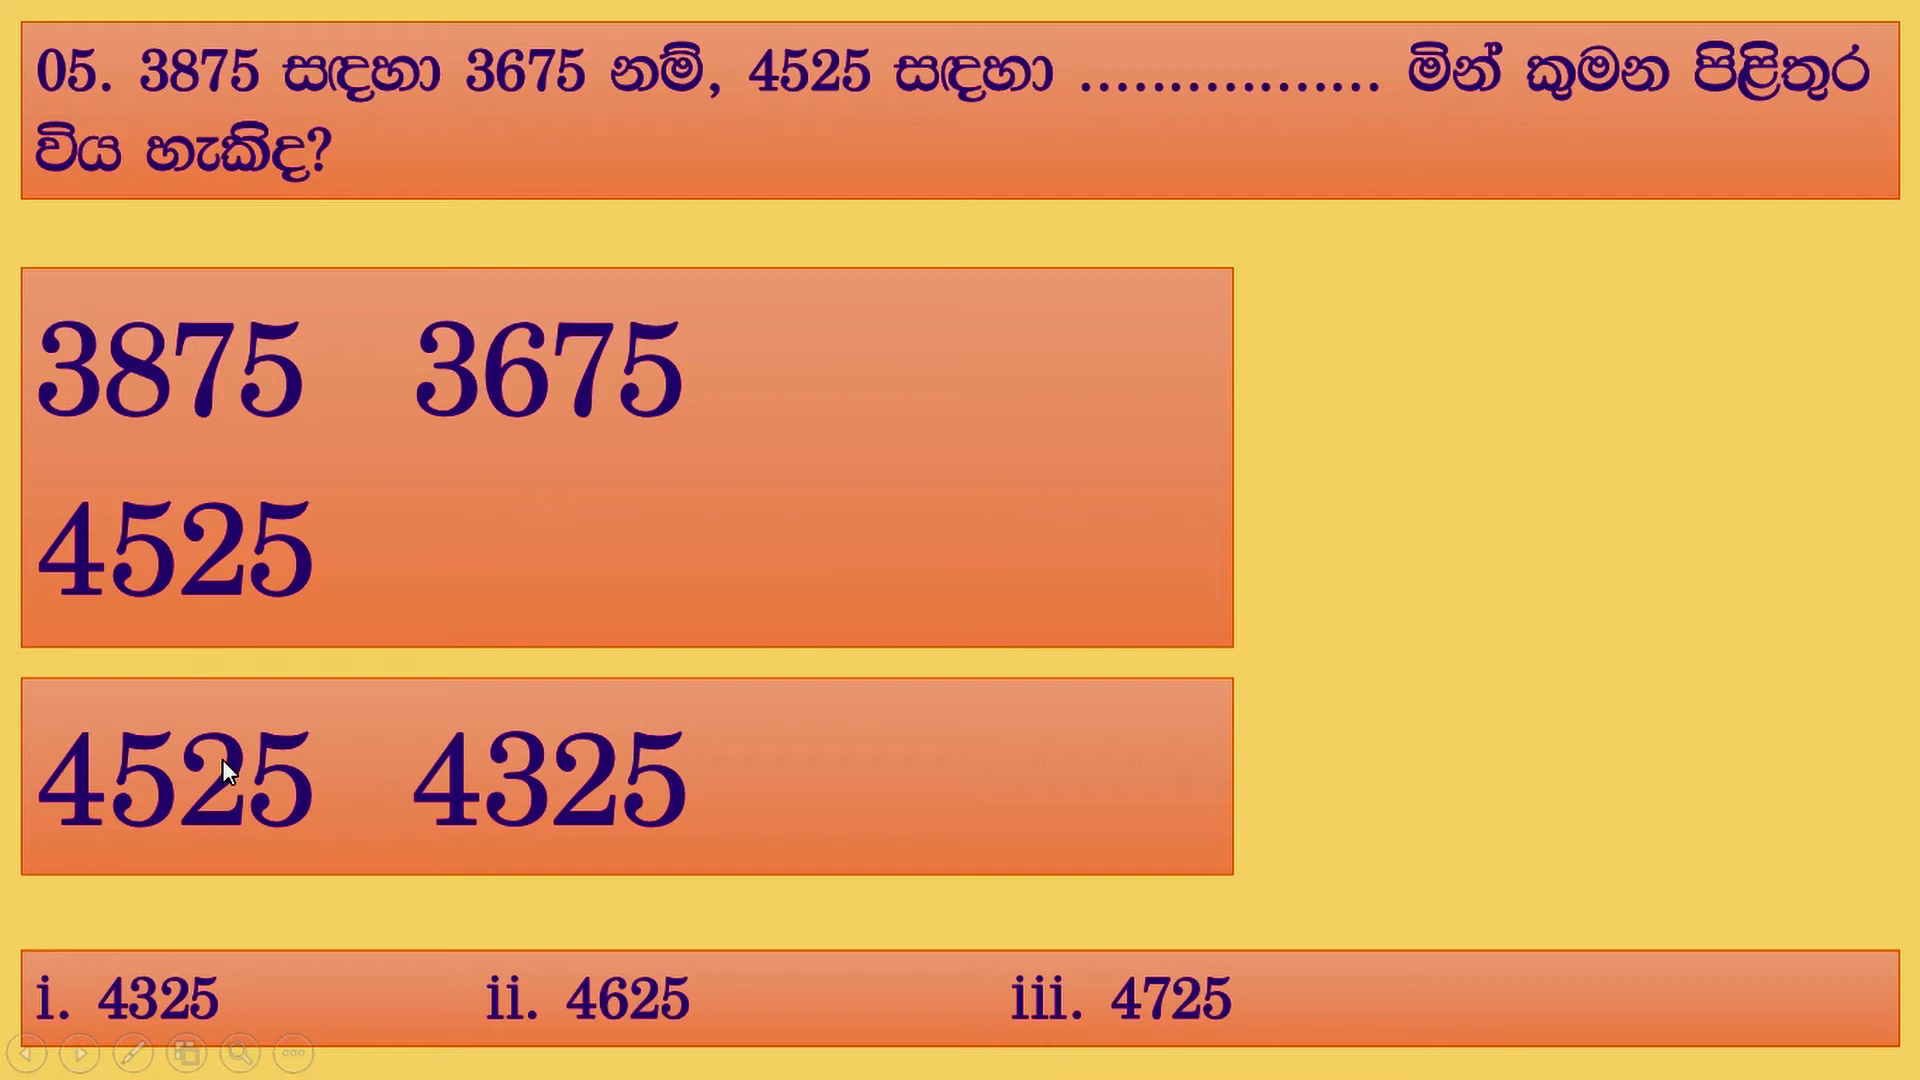 05. 3875 සඳහා 3675 නම්, 4525 සඳහා ................. මින් කුමන පිළිතුර
විය හැකිද?
3875 3675
4525
4525 4325
i. 4325 ii. 4625 iii. 4725